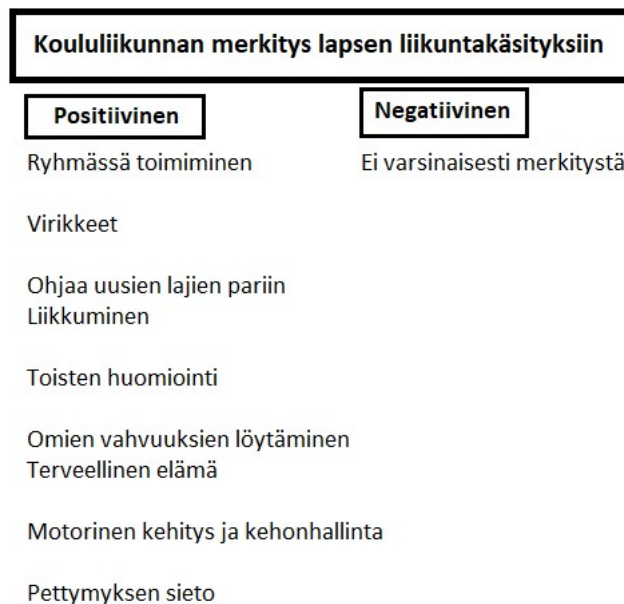 Koululiikunnan merkitys lapsen liikuntakäsityksiin
Positiivinen
Negatiivinen
Ryhmässä toimiminen
Ei varsinaisesti merkitystä
Virikkeet
Ohjaa uusien lajien pariin
Liikkuminen
Toisten huomiointi
Omien vahvuuksien löytäminen
Terveellinen elämä
Motorinen kehitys ja kehonhallinta
Pettymyksen sieto